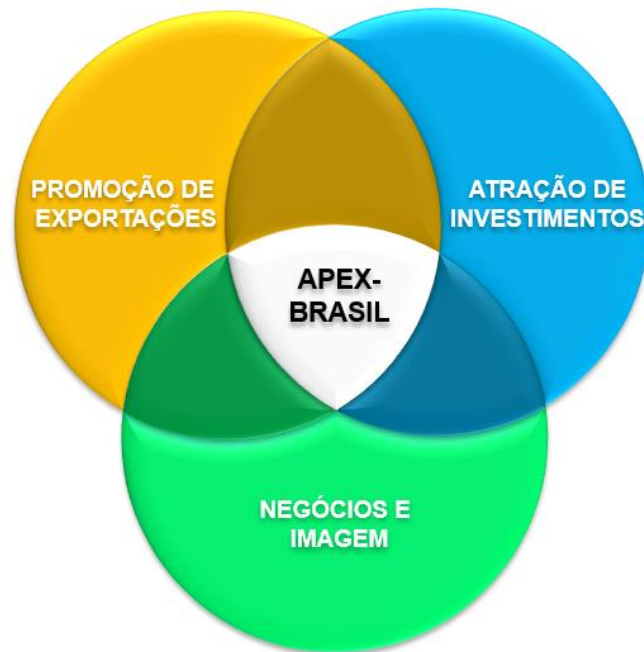 PROMOÇÃO DE
EXPORTAÇÕES
ATRAÇÃO DE
INVESTIMENTOS
APEX-
BRASIL
NEGÓCIOS E
IMAGEM